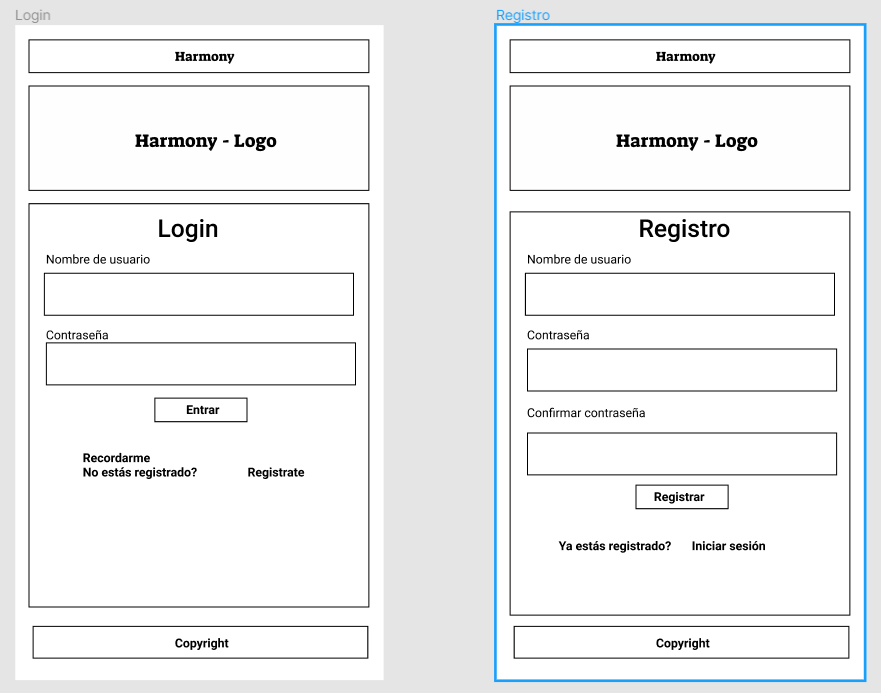 Login
Harmony
Harmony - Logo
Login
Nombre de usuario
Contraseña
Entrar
Recordarme
No estás registrado? Registrate
Copyright
Registro
Harmony
Harmony - Logo
Registro
Nombre de usuario
Contraseña
Confirmar contraseña
Registrar
Ya estás registrado? Iniciar sesión
Copyright